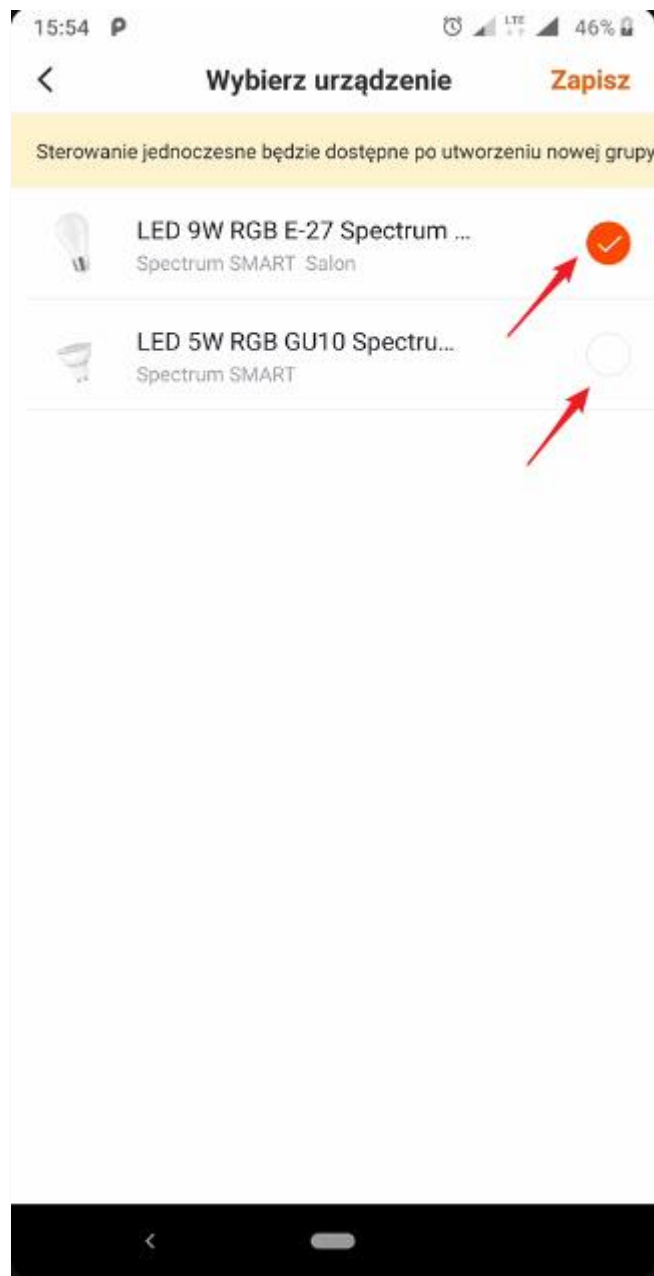 15:54
LTE
46%
Wybierz urządzenie
Zapisz
Sterowanie jednoczesne będzie dostępne po utworzeniu nowej grupy
LED 9W RGB E-27 Spectrum ...
Spectrum SMART Salon
LED 5W RGB GU10 Spectru...
Spectrum SMART